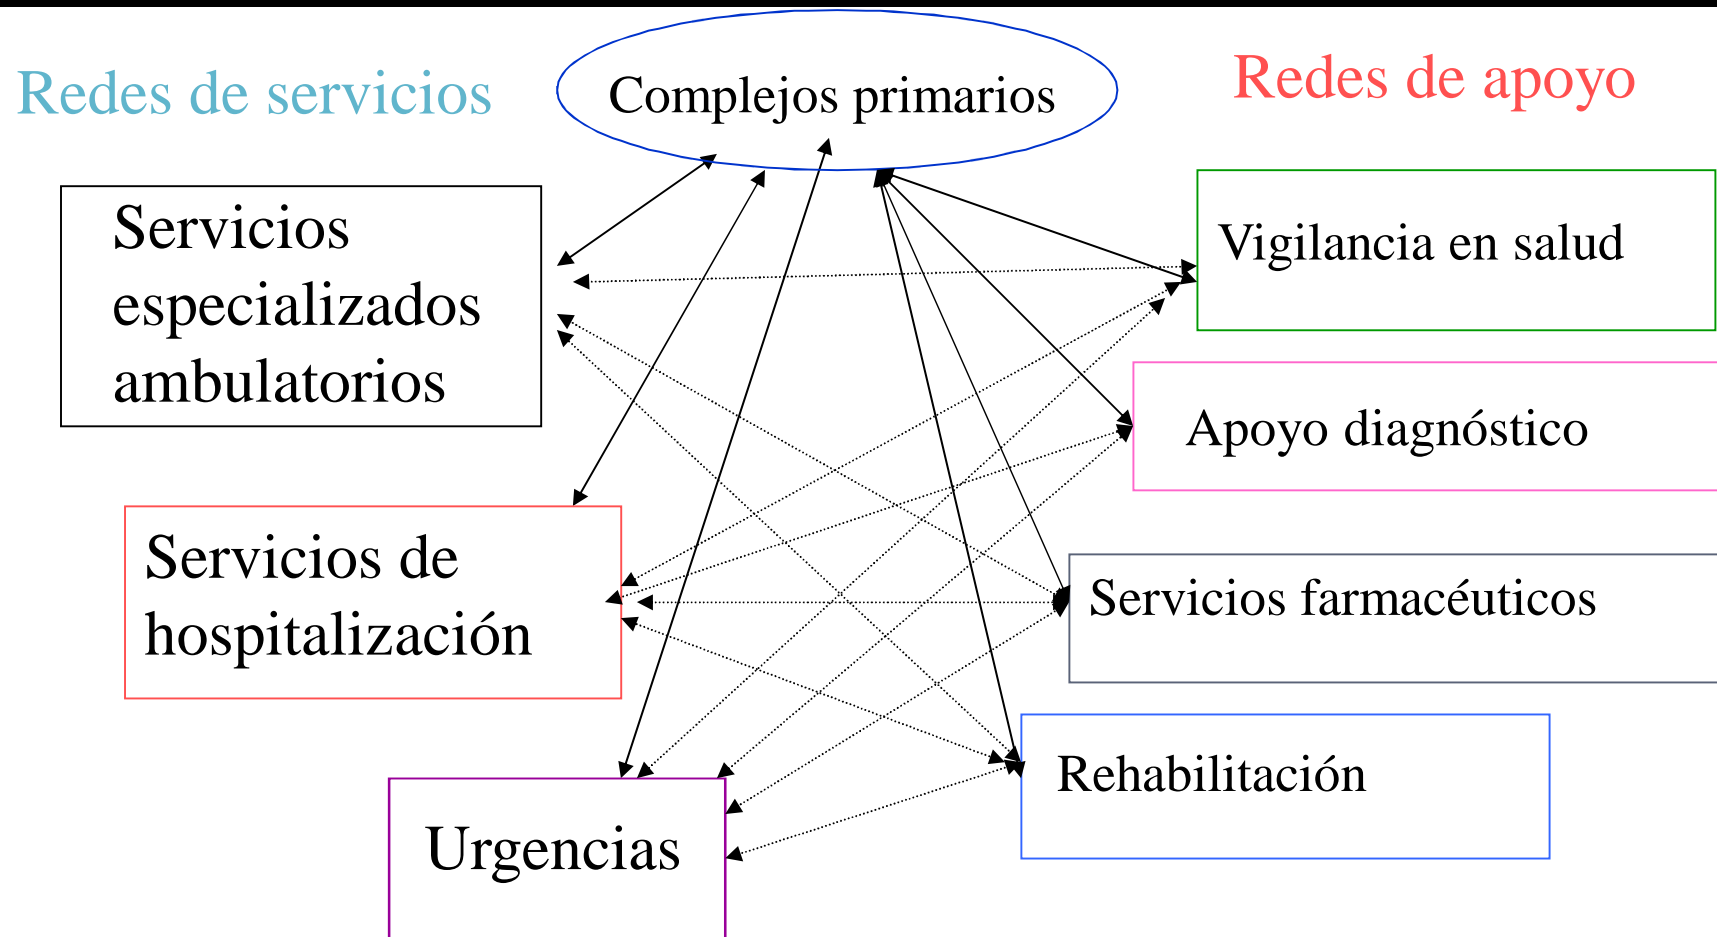 Redes de servicios
Complejos primarios
Redes de apoyo
Servicios
especializados
ambulatorios
Vigilancia en salud
Apoyo diagnóstico
Servicios de
hospitalización
Servicios farmacéuticos
Rehabilitación
Urgencias